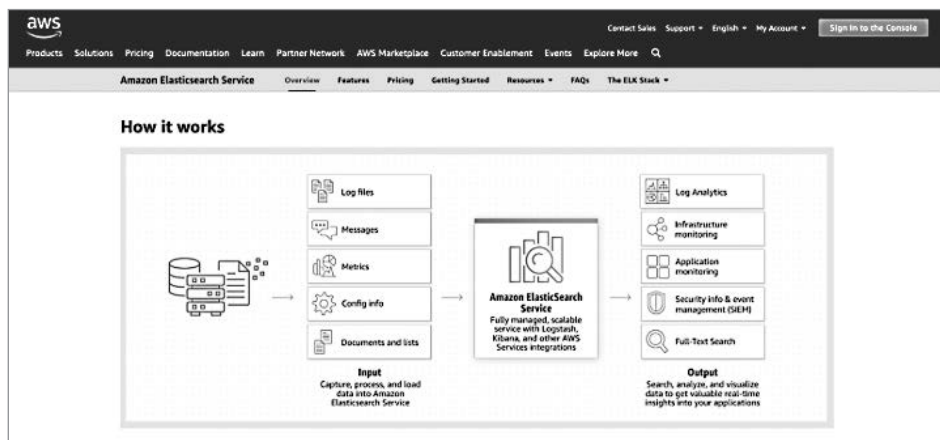 aws
Contact Sales Support English My Account Sign In to the Console
Products Solutions Pricing Documentation Learn Partner Network AWS Marketplace Customer Enablement Events Explore More
Amazon Elasticsearch Service Overview Features Pricing Getting Started Resources FAQs The ELK Stack
How it works
Log files
Messages
Metrics
Config info
Documents and lists
Input
Capture, process, and load
data into Amazon
Elasticsearch Service
Amazon ElasticSearch
Service
Fully managed, scalable
service with Logstash,
Kibana, and other AWS
Services integrations
Log Analytics
Infrastructure
monitoring
Application
monitoring
Security info & event
management (SIEM)
Full-Text Search
Output
Search, analyze, and visualize
data to get valuable real-time
insights into your applications